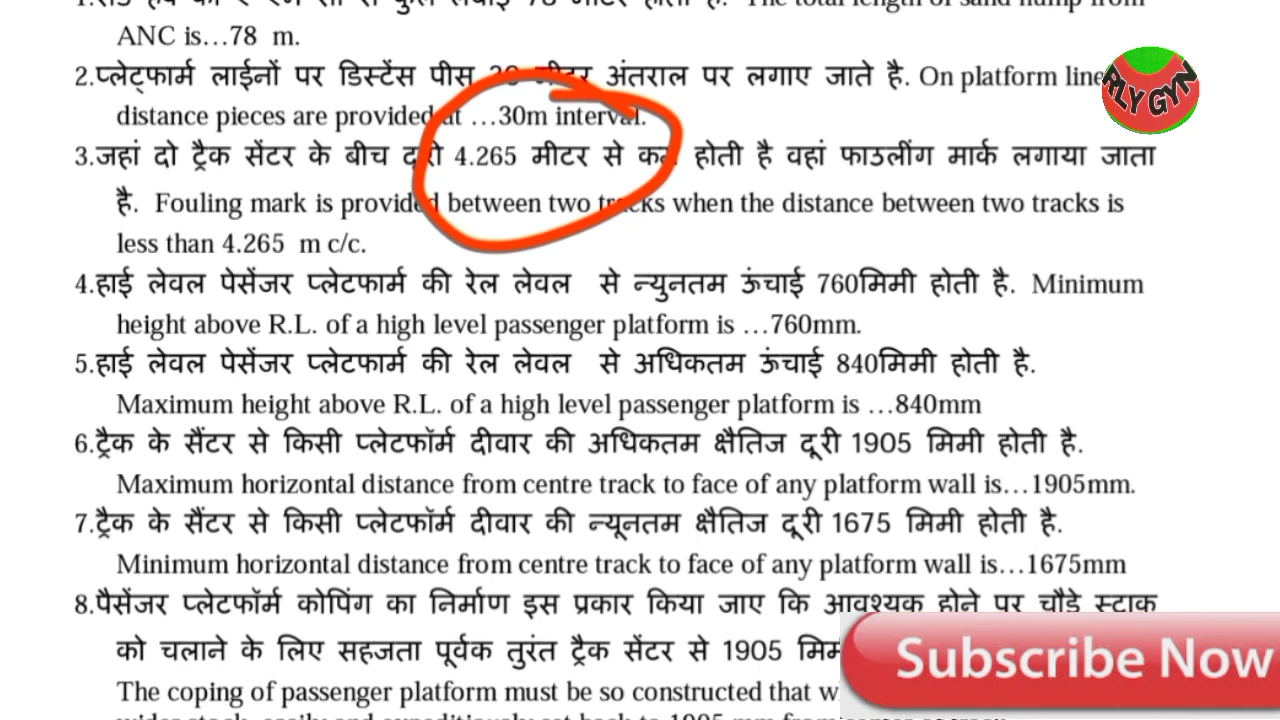 ANC is...78 m.
2.प्लेट्फार्म लाईनों पर डिस्टेंस पीस 30 मीटर अंतराल पर लगाए जाते है. On platform line
distance pieces are provided at ...30m interval.
3.जहां दो ट्रैक सेंटर के बीच दूरी 4.265 मीटर से कम होती है वहां फाउलींग मार्क लगाया जाता
है. Fouling mark is provided between two tracks when the distance between two tracks is
less than 4.265 m c/c.
4.हाई लेवल पेसेंजर प्लेटफार्म की रेल लेवल से न्युनतम ऊंचाई 760मिमी होती है. Minimum
height above R.L. of a high level passenger platform is ...760mm.
5.हाई लेवल पेसेंजर प्लेटफार्म की रेल लेवल से अधिकतम ऊंचाई 840मिमी होती है.
Maximum height above R.L. of a high level passenger platform is ...840mm
6.ट्रैक के सैंटर से किसी प्लेटफॉर्म दीवार की अधिकतम क्षैतिज दूरी 1905 मिमी होती है.
Maximum horizontal distance from centre track to face of any platform wall is...1905mm.
7.ट्रैक के सैंटर से किसी प्लेटफॉर्म दीवार की न्यूनतम क्षैतिज दूरी 1675 मिमी होती है.
Minimum horizontal distance from centre track to face of any platform wall is...1675mm
8.पैसेंजर प्लेटफॉर्म कोपिंग का निर्माण इस प्रकार किया जाए कि आवश्यक होने पर चौडे स्टाक
को चलाने के लिए सहजता पूर्वक तुरंत ट्रैक सेंटर से 1905
The coping of passenger platform must be so constructed that
RLY GYN
Subscribe Now